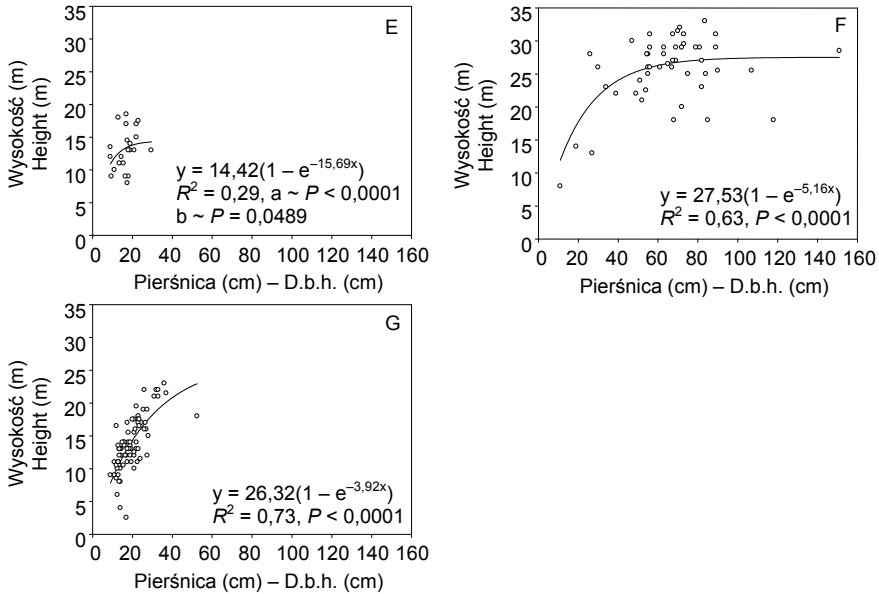 E
Wysokość (m)
Height (m)
35
30
25
20
15
10
5
0
y = 14,42(1 – e^–15,69x)
R² = 0,29, a ~ P < 0,0001
b ~ P = 0,0489
0 20 40 60 80 100 120 140 160
Pierśnica (cm) – D.b.h. (cm)
F
Wysokość (m)
Height (m)
35
30
25
20
15
10
5
0
y = 27,53(1 – e^–5,16x)
R² = 0,63, P < 0,0001
0 20 40 60 80 100 120 140 160
Pierśnica (cm) – D.b.h. (cm)
G
Wysokość (m)
Height (m)
35
30
25
20
15
10
5
0
y = 26,32(1 – e^–3,92x)
R² = 0,73, P < 0,0001
0 20 40 60 80 100 120 140 160
Pierśnica (cm) – D.b.h. (cm)